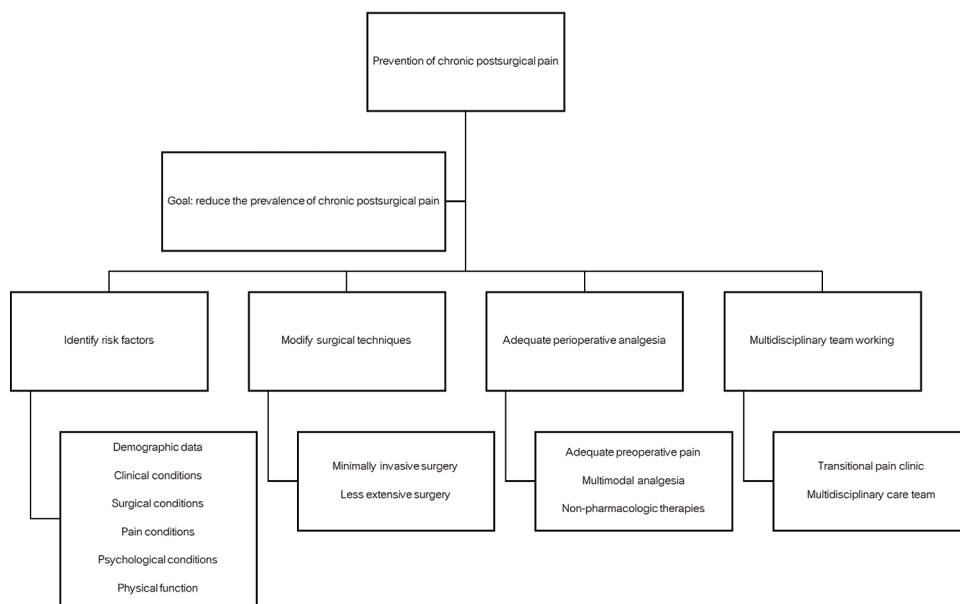 Prevention of chronic postsurgical pain
Goal: reduce the prevalence of chronic postsurgical pain
Identify risk factors
Modify surgical techniques
Adequate perioperative analgesia
Multidisciplinary team working
Demographic data
Clinical conditions
Surgical conditions
Pain conditions
Psychological conditions
Physical function
Minimally invasive surgery
Less extensive surgery
Adequate preoperative pain
Multimodal analgesia
Non-pharmacologic therapies
Transitional pain clinic
Multidisciplinary care team